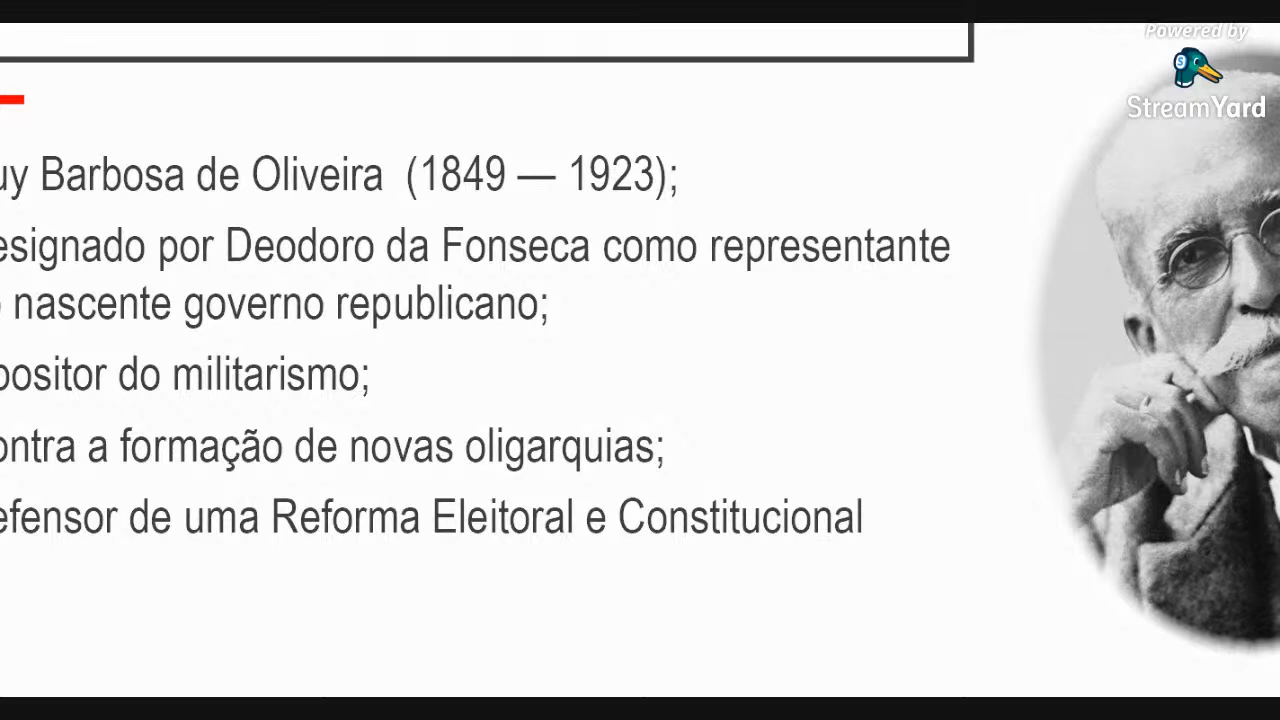 Powered by
StreamYard
uy Barbosa de Oliveira (1849 — 1923);
esignado por Deodoro da Fonseca como representante
o nascente governo republicano;
positor do militarismo;
ontra a formação de novas oligarquias;
efensor de uma Reforma Eleitoral e Constitucional